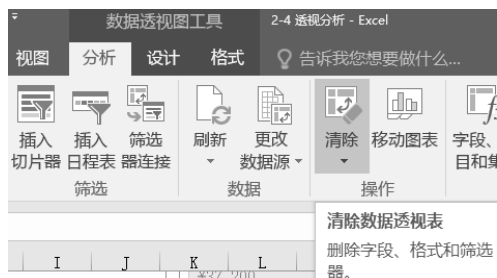 数据透视图工具 2-4 透视分析 - Excel
视图 分析 设计 格式 告诉我您想要做什么...
插入 插入 筛选 刷新 更改 清除 移动图表 字段、
切片器 日程表 器连接 数据源
筛选 数据 操作
清除数据透视表
删除字段、格式和筛选
器。
I J K L